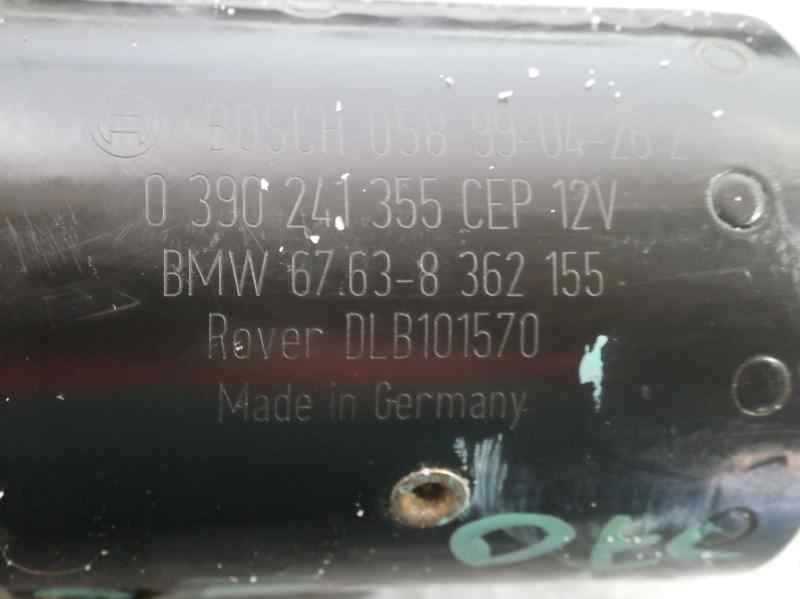 BOSCH 058 99-04-26 2
0 390 241 355 CEP 12V
BMW 67.63-8 362 155
Rover DLB101570
Made in Germany